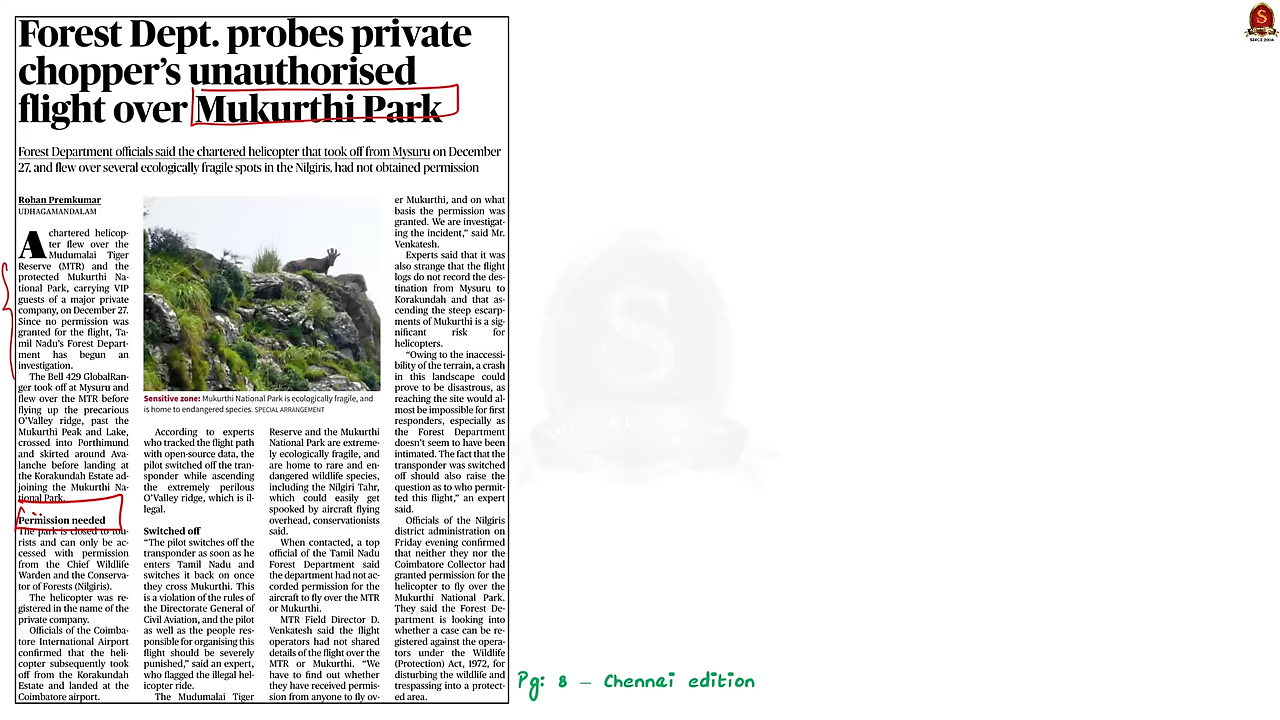 Forest Dept. probes private
chopper's unauthorised
flight over Mukurthi Park
Forest Department officials said the chartered helicopter that took off from Mysuru on December
27, and flew over several ecologically fragile spots in the Nilgiris, had not obtained permission
Rohan Premkumar
UDHAGAMANDALAM
A chartered helicop-
ter flew over the
Mudumalai Tiger
Reserve (MTR) and the
protected Mukurthi Na-
tional Park, carrying VIP
guests of a major private
company, on December 27.
Since no permission was
granted for the flight, Ta-
mil Nadu's Forest Depart-
ment has begun an
investigation.
The Bell 429 GlobalRan-
ger took off at Mysuru and
flew over the MTR before
flying up the precarious
O'Valley ridge, past the
Mukurthi Peak and Lake,
crossed into Porthimund
and skirted around Ava-
lanche before landing at
the Korakundah Estate ad-
joining the Mukurthi Na-
tional Park.
Permission needed
The park is closed to tou-
rists and can only be ac-
cessed with permission
from the Chief Wildlife
Warden and the Conserva-
tor of Forests (Nilgiris).
The helicopter was re-
gistered in the name of the
private company.
Officials of the Coimba-
tore International Airport
confirmed that the heli-
copter subsequently took
off from the Korakundah
Estate and landed at the
Coimbatore airport.
Sensitive zone: Mukurthi National Park is ecologically fragile, and
is home to endangered species. SPECIAL ARRANGEMENT
According to experts
who tracked the flight path
with open-source data, the
pilot switched off the tran-
sponder while ascending
the extremely perilous
O'Valley ridge, which is il-
legal.
Switched off
"The pilot switches off the
transponder as soon as he
enters Tamil Nadu and
switches it back on once
they cross Mukurthi. This
is a violation of the rules of
the Directorate General of
Civil Aviation, and the pilot
as well as the people res-
ponsible for organising this
flight should be severely
punished," said an expert,
who flagged the illegal hel-
icopter ride.
The Mudumalai Tiger
Reserve and the Mukurthi
National Park are extreme-
ly ecologically fragile, and
are home to rare and en-
dangered wildlife species,
including the Nilgiri Tahr,
which could easily get
spooked by aircraft flying
overhead, conservationists
said.
When contacted, a top
official of the Tamil Nadu
Forest Department said
the department had not ac-
corded permission for the
aircraft to fly over the MTR
or Mukurthi.
MTR Field Director D.
Venkatesh said the flight
operators had not shared
details of the flight over the
MTR or Mukurthi. "We
have to find out whether
they have received permis-
sion from anyone to fly ov-
er Mukurthi, and on what
basis the permission was
granted. We are investigat-
ing the incident," said Mr.
Venkatesh.
Experts said that it was
also strange that the flight
logs do not record the des-
tination from Mysuru to
Korakundah and that as-
cending the steep escarp-
ments of Mukurthi is a sig-
nificant risk for
helicopters.
"Owing to the inaccessi-
bility of the terrain, a crash
in this landscape could
prove to be disastrous, as
reaching the site would al-
most be impossible for first
responders, especially as
the Forest Department
doesn't seem to have been
intimated. The fact that the
transponder was switched
off should also raise the
question as to who permit-
ted this flight," an expert
said.
Officials of the Nilgiris
district administration on
Friday evening confirmed
that neither they nor the
Coimbatore Collector had
granted permission for the
helicopter to fly over the
Mukurthi National Park.
They said the Forest De-
partment is looking into
whether a case can be re-
gistered against the opera-
tors under the Wildlife
(Protection) Act, 1972, for
disturbing the wildlife and
trespassing into a protect-
ed area.
Pg: 8 – Chennai edition
S
SINCE 2004
S